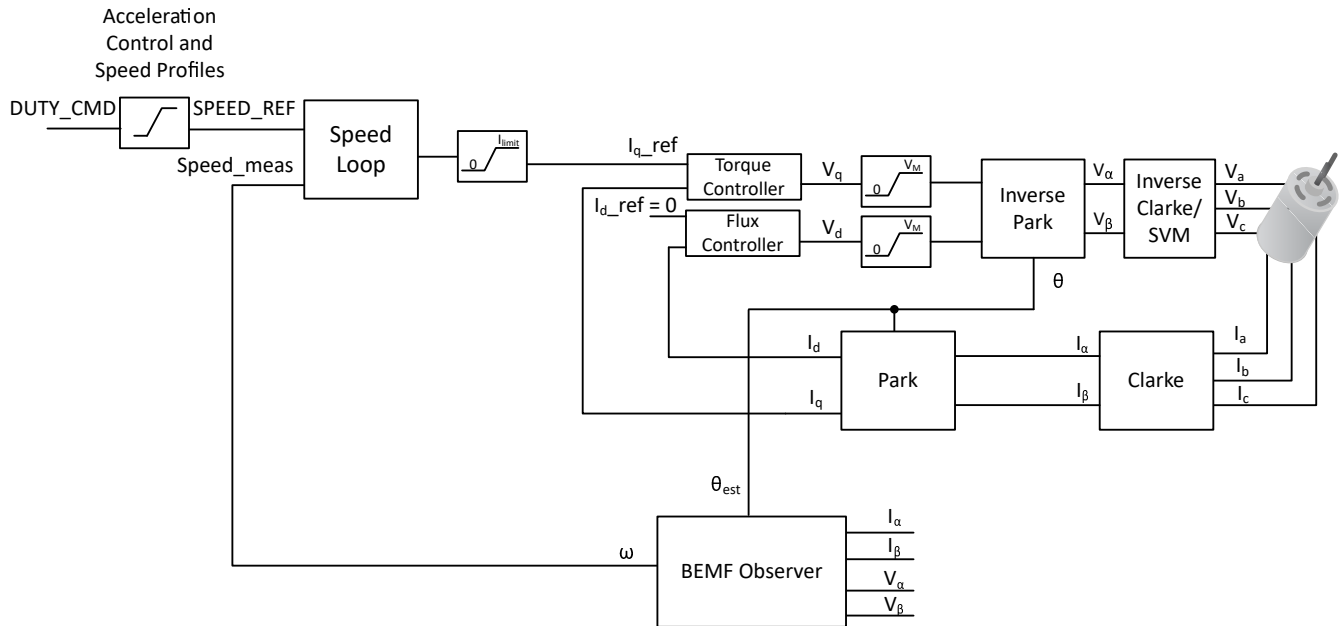 Acceleration
Control and
Speed Profiles
DUTY_CMD
SPEED_REF
Speed_meas
Speed
Loop
I_limit
0
I_q_ref
I_d_ref = 0
Torque
Controller
Flux
Controller
V_q
V_d
V_M
0
V_M
0
Inverse
Park
V_α
V_β
Inverse
Clarke/
SVM
V_a
V_b
V_c
θ
I_d
I_q
Park
I_α
I_β
Clarke
I_a
I_b
I_c
θ_est
ω
BEMF Observer
I_α
I_β
V_α
V_β